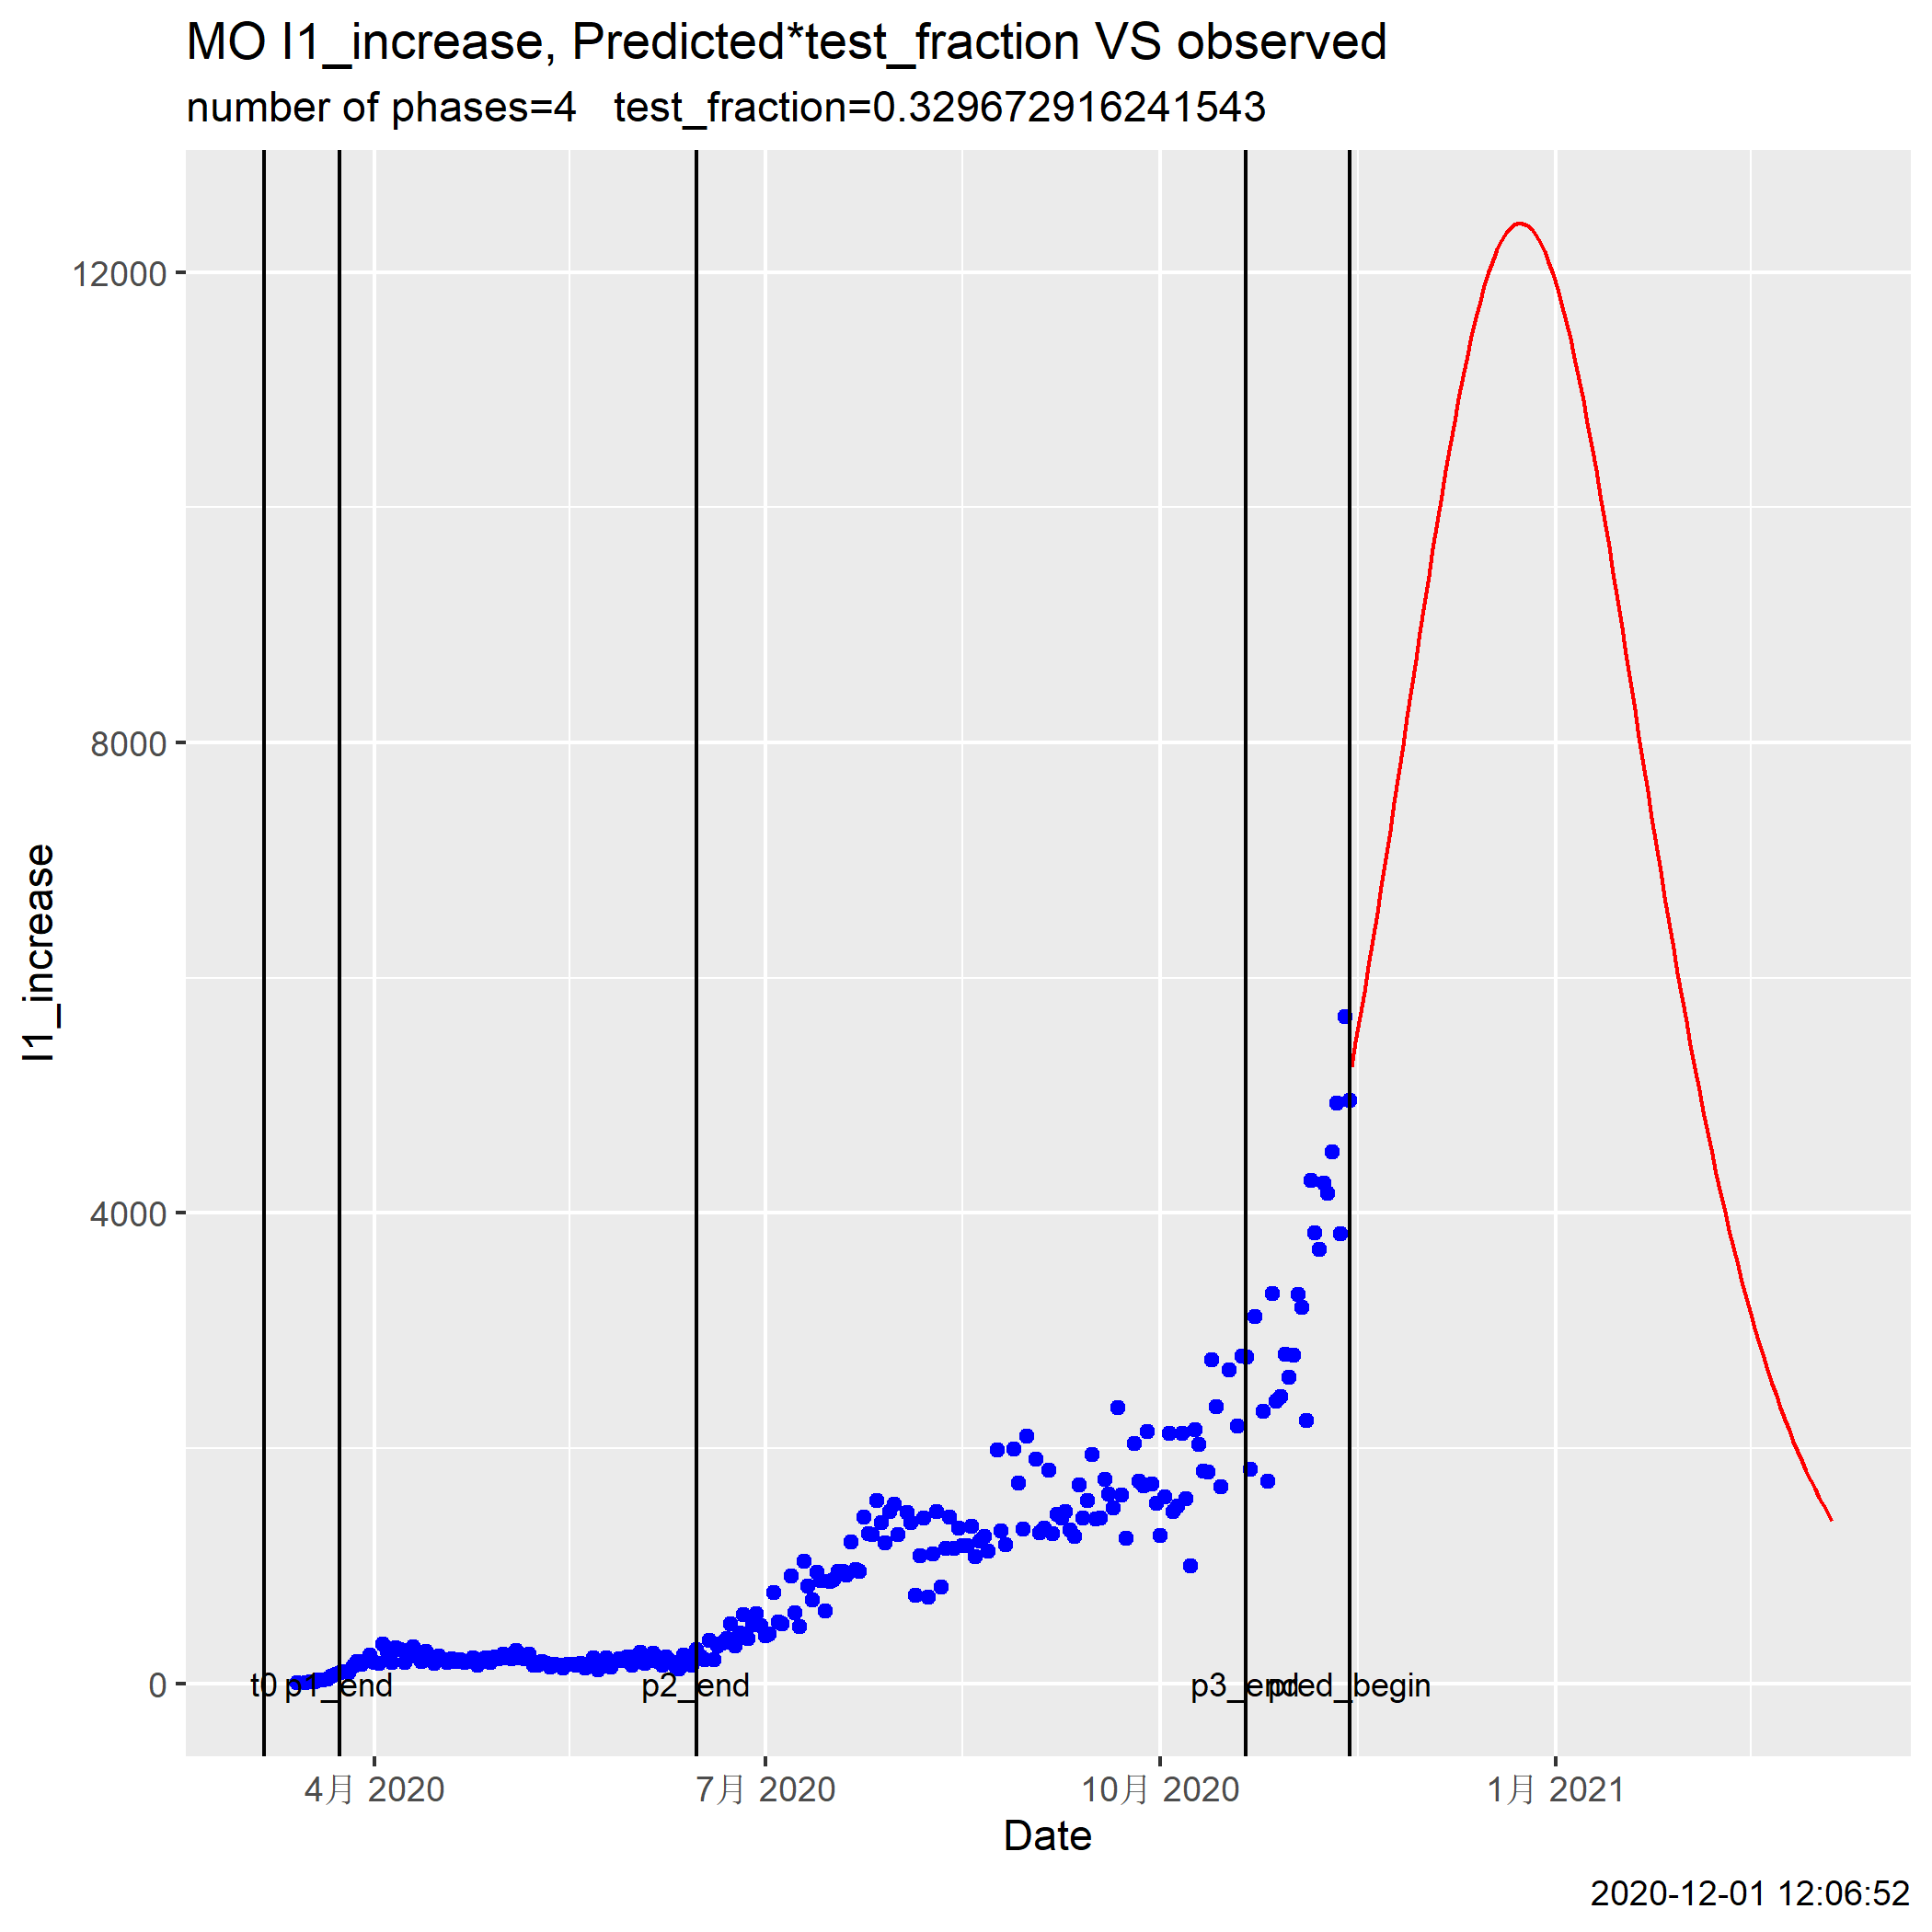 MO I1_increase, Predicted*test_fraction VS observed
number of phases=4 test_fraction=0.329672916241543
12000
8000
4000
0
I1_increase
t0 p1_end p2_end p3_end pred_begin
4月 2020 7月 2020 10月 2020 1月 2021
Date
2020-12-01 12:06:52